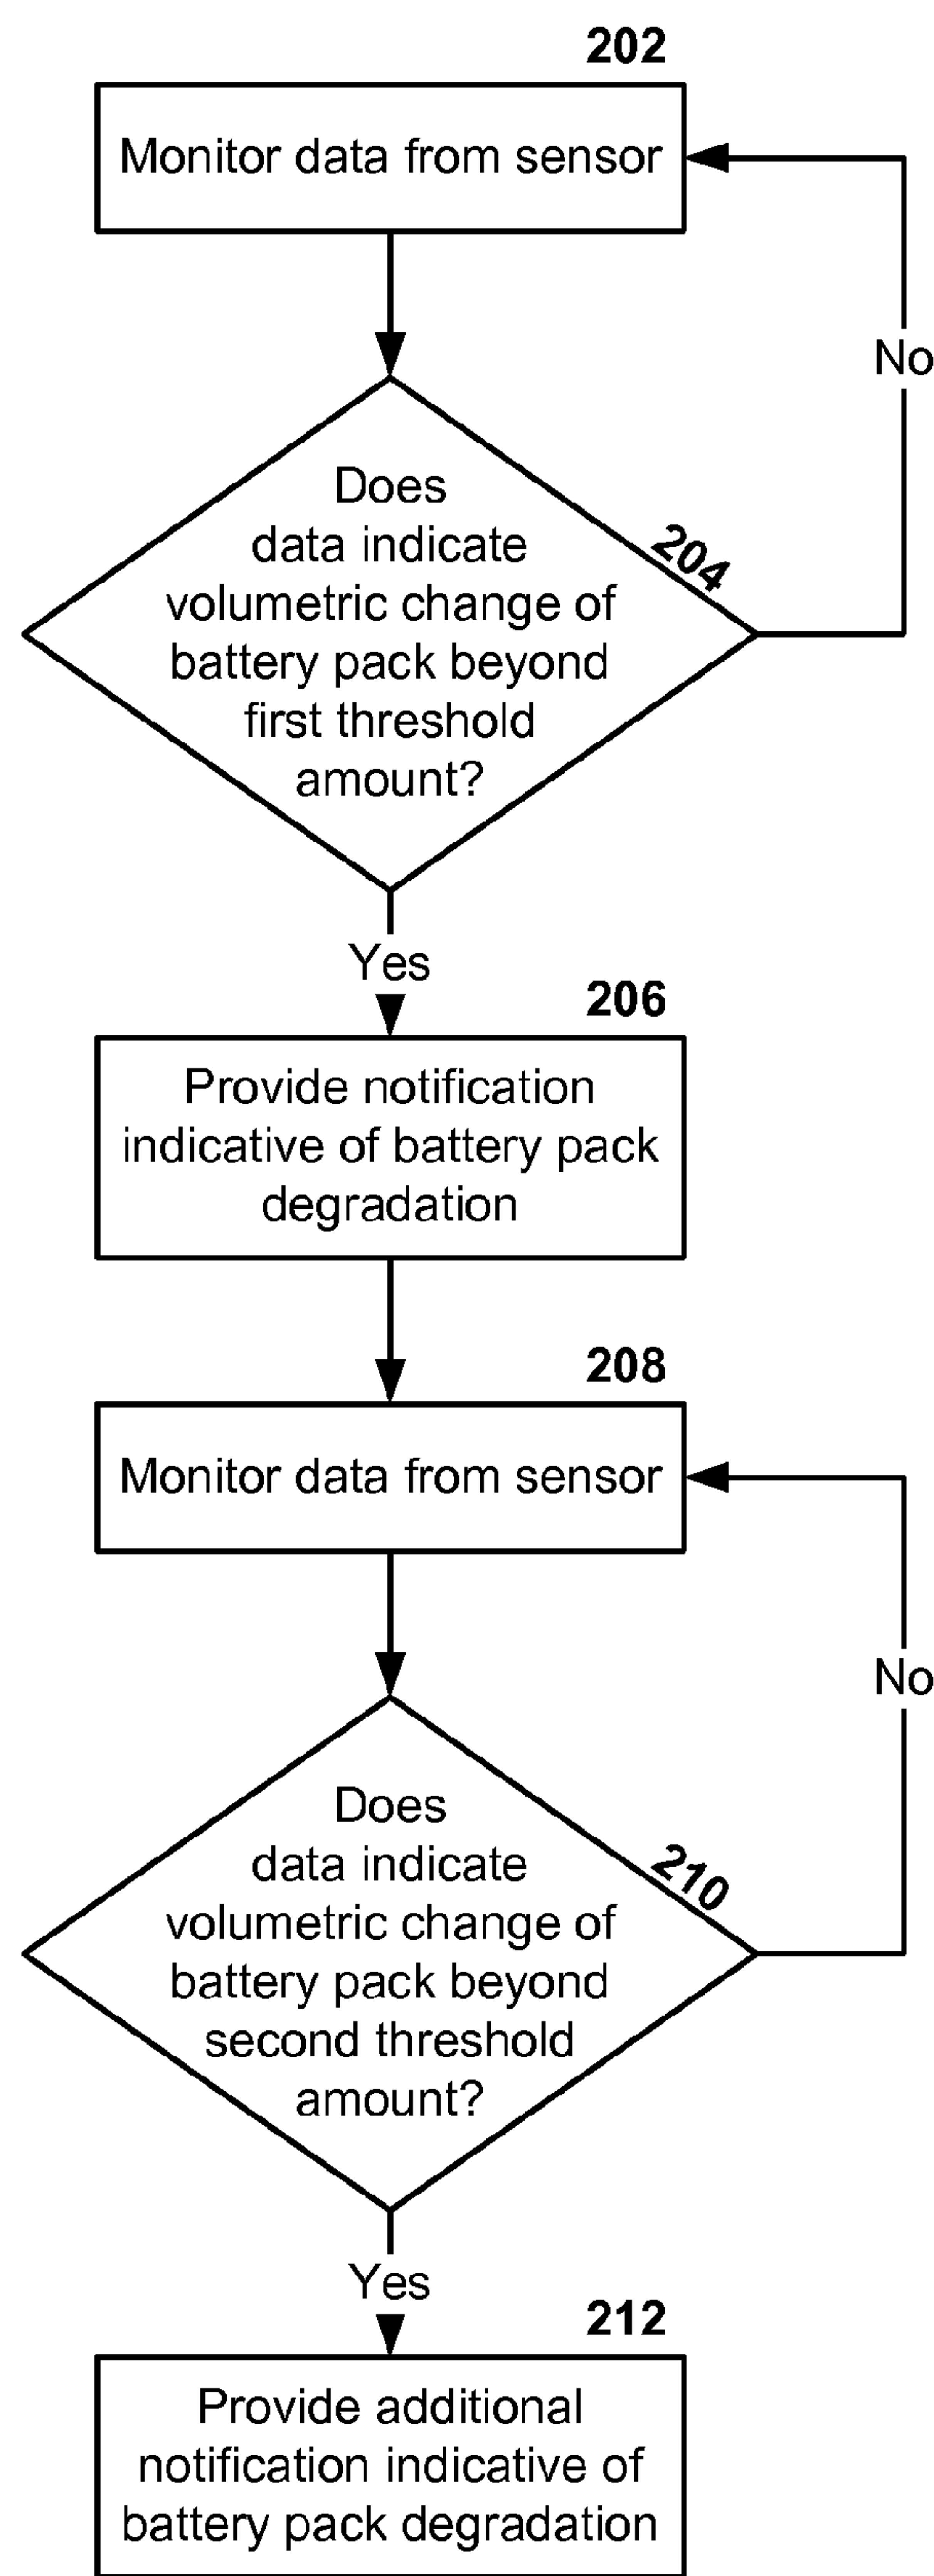 202
Monitor data from sensor
No
Does
data indicate
volumetric change of
battery pack beyond
first threshold
amount?
204
Yes
206
Provide notification
indicative of battery pack
degradation
208
Monitor data from sensor
No
Does
data indicate
volumetric change of
battery pack beyond
second threshold
amount?
210
Yes
212
Provide additional
notification indicative of
battery pack degradation